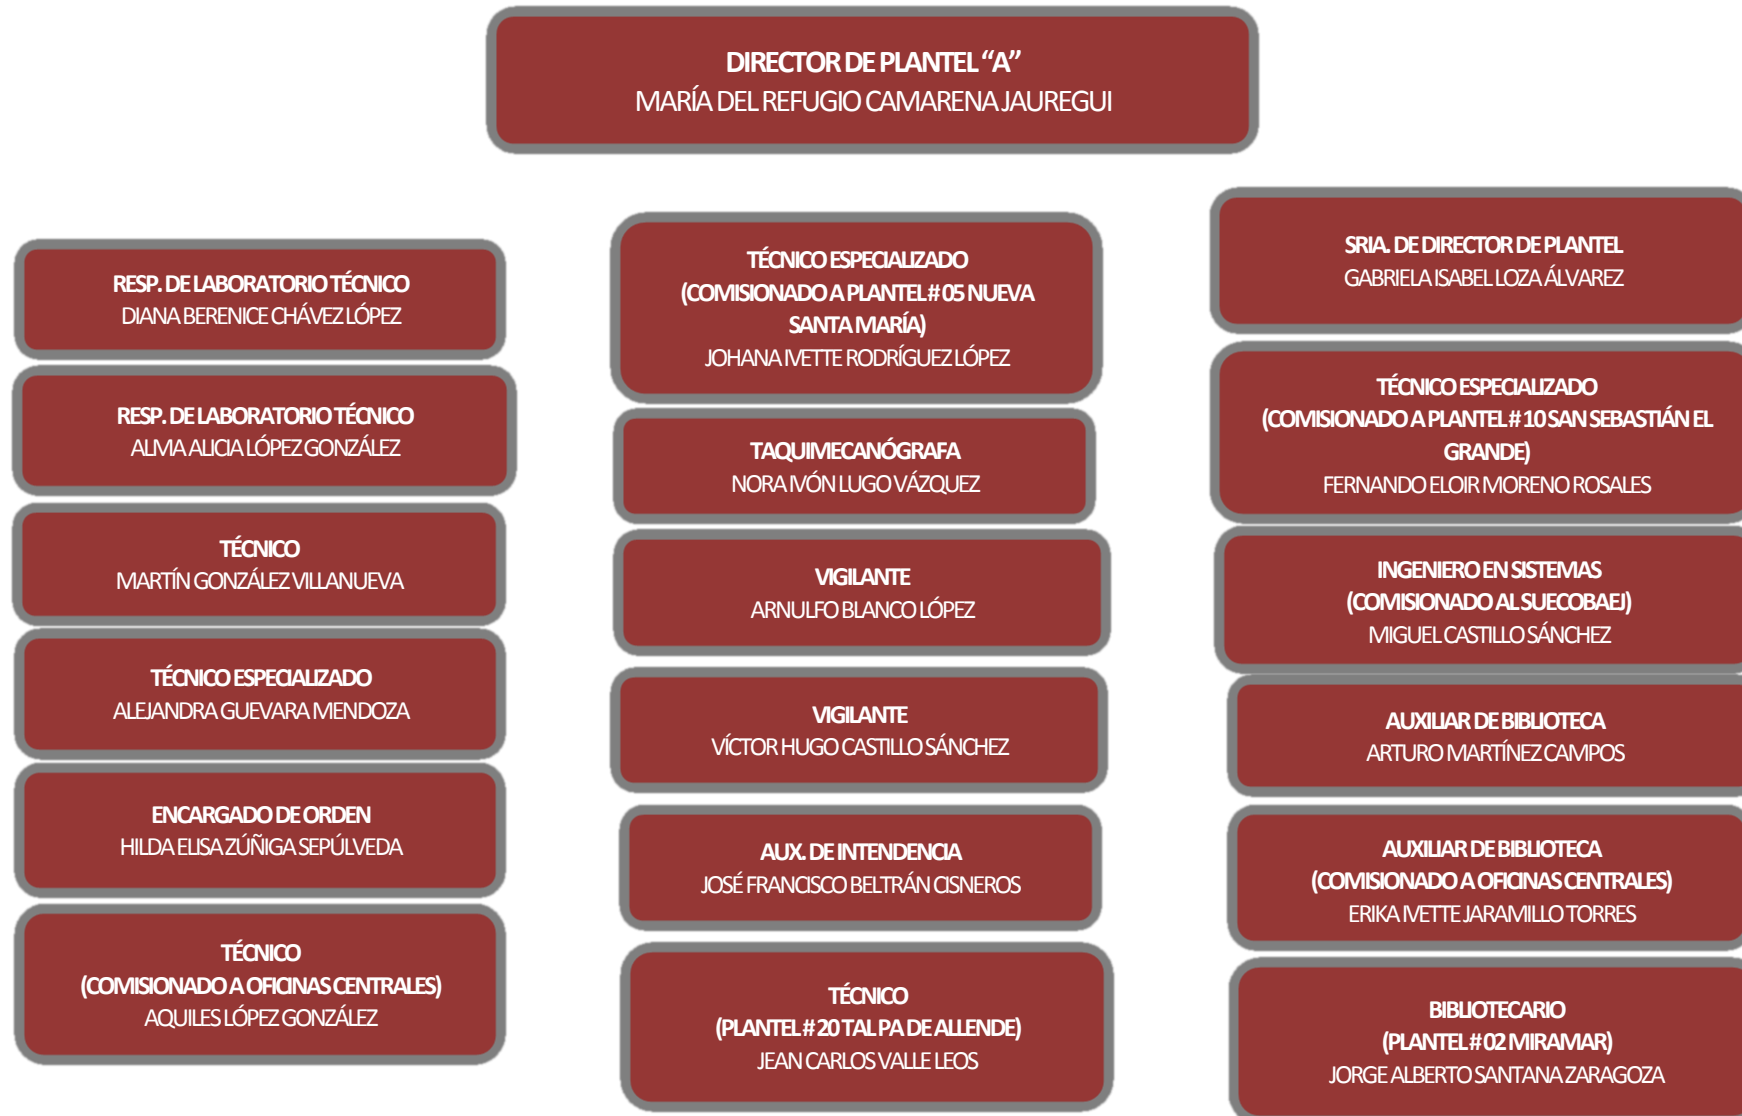 DIRECTOR DE PLANTEL “A”
MARÍA DEL REFUGIO CAMARENA JAUREGUI
RESP. DE LABORATORIO TÉCNICO
DIANA BERENICE CHÁVEZ LÓPEZ
RESP. DE LABORATORIO TÉCNICO
ALMA ALICIA LÓPEZ GONZÁLEZ
TÉCNICO
MARTÍN GONZÁLEZ VILLANUEVA
TÉCNICO ESPECIALIZADO
ALEJANDRA GUEVARA MENDOZA
ENCARGADO DE ORDEN
HILDA ELISA ZÚÑIGA SEPÚLVEDA
TÉCNICO
(COMISIONADO A OFICINAS CENTRALES)
AQUILES LÓPEZ GONZÁLEZ
TÉCNICO ESPECIALIZADO
(COMISIONADO A PLANTEL # 05 NUEVA
SANTA MARÍA)
JOHANA IVETTE RODRÍGUEZ LÓPEZ
TAQUIMECANÓGRAFA
NORA IVÓN LUGO VÁZQUEZ
VIGILANTE
ARNULFO BLANCO LÓPEZ
VIGILANTE
VÍCTOR HUGO CASTILLO SÁNCHEZ
AUX. DE INTENDENCIA
JOSÉ FRANCISCO BELTRÁN CISNEROS
TÉCNICO
(PLANTEL # 20 TAL PA DE ALLENDE)
JEAN CARLOS VALLE LEOS
SRIA. DE DIRECTOR DE PLANTEL
GABRIELA ISABEL LOZA ÁLVAREZ
TÉCNICO ESPECIALIZADO
(COMISIONADO A PLANTEL # 10 SAN SEBASTIÁN EL
GRANDE)
FERNANDO ELOIR MORENO ROSALES
INGENIERO EN SISTEMAS
(COMISIONADO AL SUECOBAEJ)
MIGUEL CASTILLO SÁNCHEZ
AUXILIAR DE BIBLIOTECA
ARTURO MARTÍNEZ CAMPOS
AUXILIAR DE BIBLIOTECA
(COMISIONADO A OFICINAS CENTRALES)
ERIKA IVETTE JARAMILLO TORRES
BIBLIOTECARIO
(PLANTEL # 02 MIRAMAR)
JORGE ALBERTO SANTANA ZARAGOZA